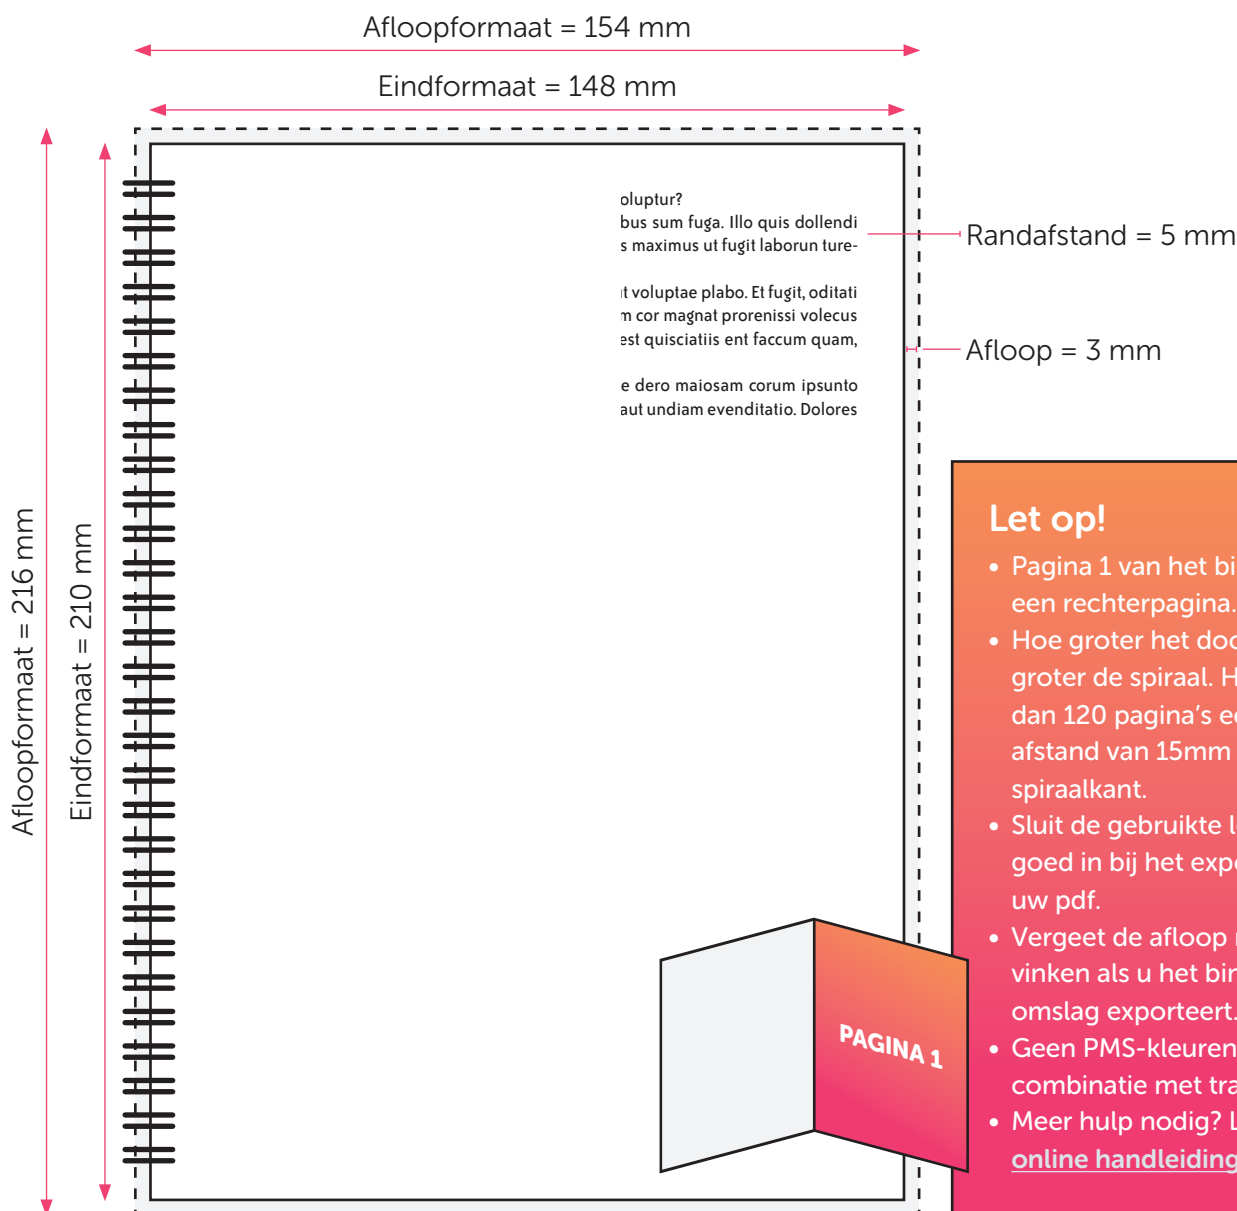 Afloopformaat = 154 mm
Eindformaat = 148 mm
Afloopformaat = 216 mm
Eindformaat = 210 mm
oluptur?
bus sum fuga. Illo quis dollendi
s maximus ut fugit laborun ture-
t voluptae plabo. Et fugit, oditati
m cor magnat prorenissi volecus
est quisciatiis ent faccum quam,
e dero maiosam corum ipsunto
aut undiam evenditatio. Dolores
Randafstand = 5 mm
Afloop = 3 mm
Let op!
• Pagina 1 van het bi
een rechterpagina.
• Hoe groter het doc
groter de spiraal. H
dan 120 pagina's e
afstand van 15mm
spiraalkant.
• Sluit de gebruikte l
goed in bij het expo
uw pdf.
• Vergeet de afloop
vinken als u het bin
omslag exporteert.
• Geen PMS-kleuren
combinatie met tra
• Meer hulp nodig? L
online handleiding
PAGINA 1